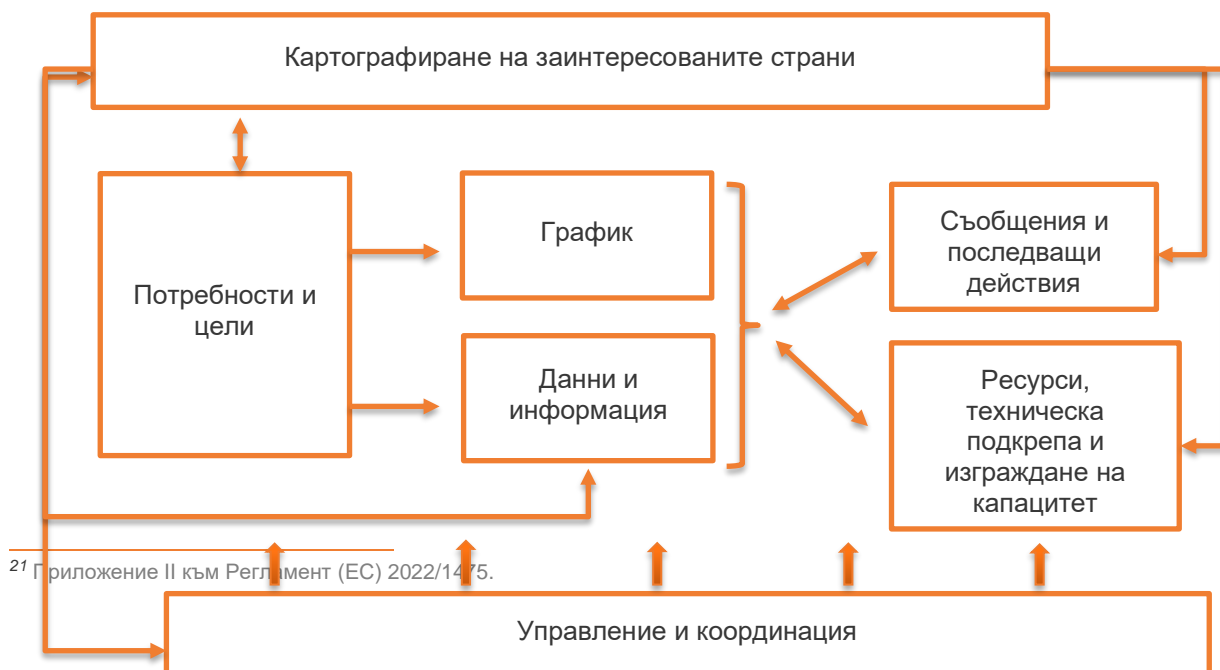 Картографиране на заинтересованите страни
Потребности и
цели
График
Данни и
информация
Съобщения и
последващи
действия
Ресурси,
техническа
подкрепа и
изграждане на
капацитет
21 Приложение II към Регламент (ЕС) 2022/1475.
Управление и координация